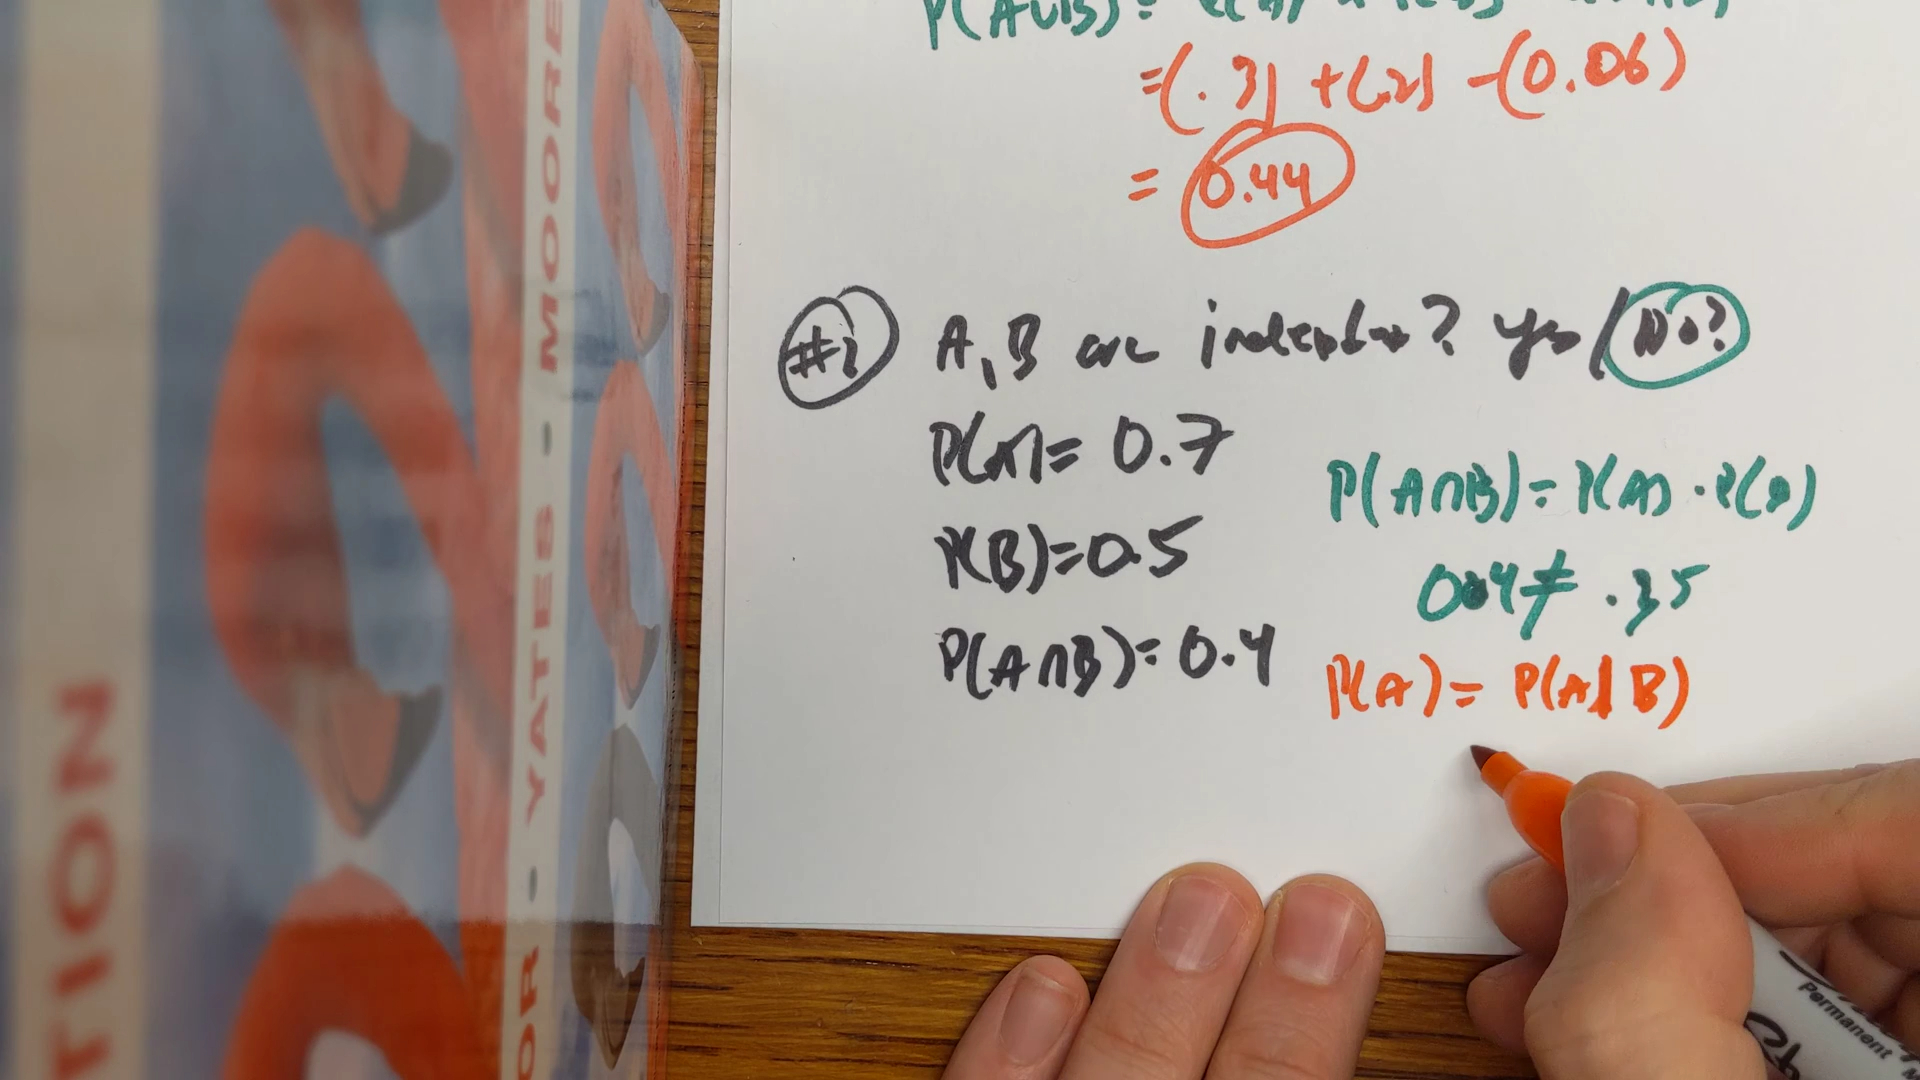 P(A∪B) =
=(.3) +(.2) -(0.06)
= 0.44
#2 A, B are independent? yes/No?
P(A)= 0.7
P(B)=0.5
P(A∩B)= 0.4
P(A∩B)= P(A) · P(B)
0.4≠ .35
P(A) = P(A|B)
TION
OR - YATES - MOORE
Permanent